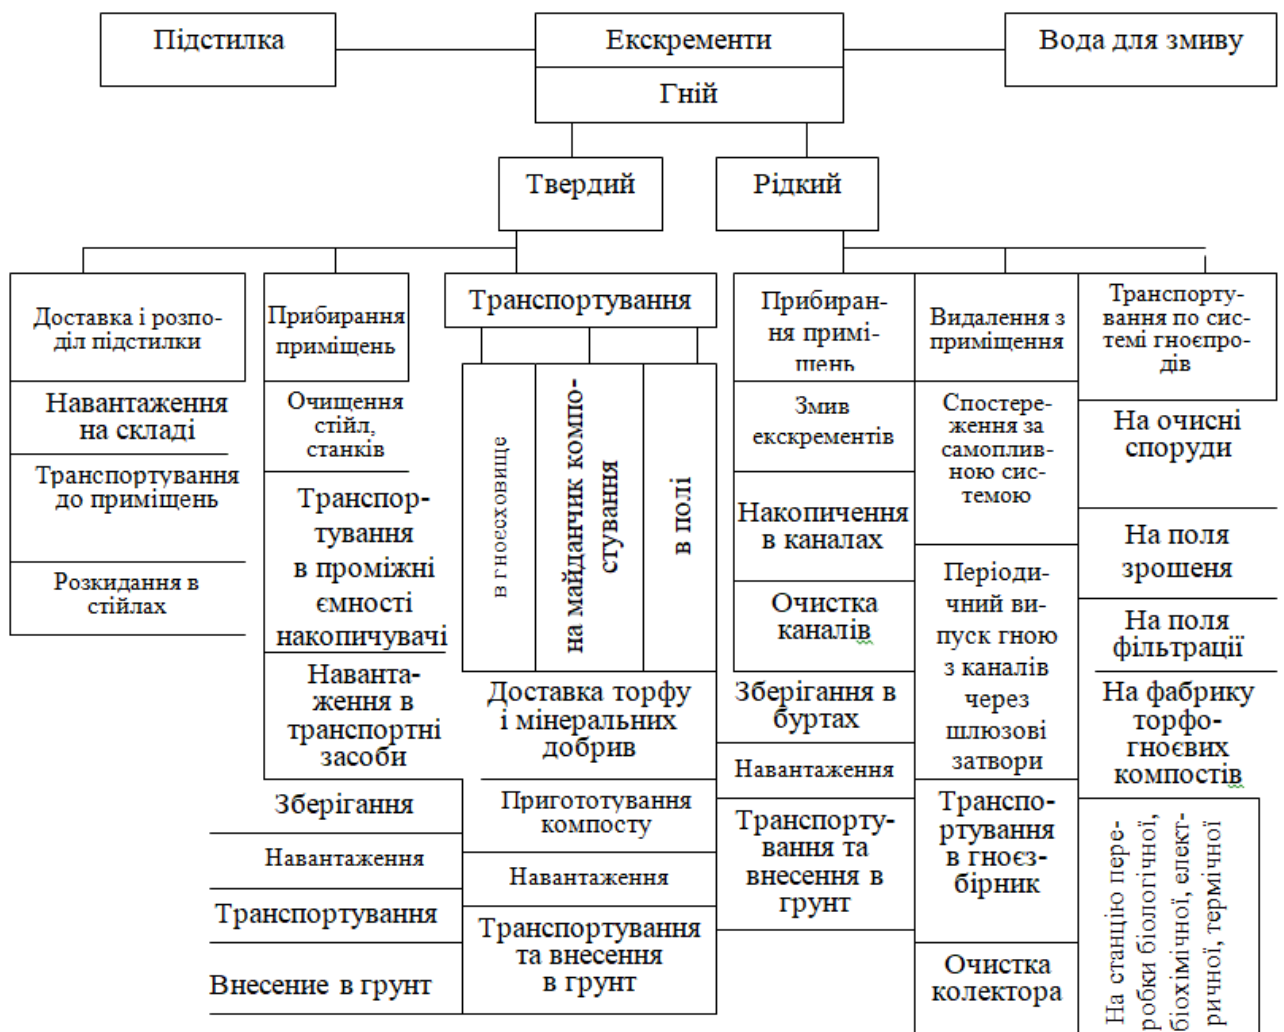 Підстилка
Екскременти
Вода для змиву
Гній
Твердий
Рідкий
Доставка і розпо-
діл підстилки
Навантаження
на складі
Транспортування
до приміщень
Розкидання в
стійлах
Прибирання
приміщень
Очищення
стійл,
станків
Транспор-
тування
в проміжні
ємності
накопичувачі
Наванта-
ження в
транспортні
засоби
Зберігання
Навантаження
Транспортування
Внесение в грунт
Транспортування
в гноєсховище
на майданчик компо-
стування
в полі
Доставка торфу
і мінеральних
добрив
Пригототування
компосту
Навантаження
Транспортування
та внесення
в грунт
Прибиран-
ня примі-
щень
Змив
екскрементів
Накопичення
в каналах
Очистка
каналів
Зберігання в
буртах
Навантаження
Транспорту-
вання та
внесення в
грунт
Видалення з
приміщення
Спостере-
ження за
самоплив-
ною сис-
темою
Періоди-
чний ви-
пуск гною
з каналів
через
шлюзові
затвори
Транспо-
ртування
в гноєз-
бірник
Очистка
колектора
Транспорту-
вання по сис-
темі гноєпро-
дів
На очисні
споруди
На поля
зрошеня
На поля
фільтрації
На фабрику
торфо-
гноєвих
компостів
На станцію пере-
робки біологічної,
біохімічної, елект-
ричної, термічної